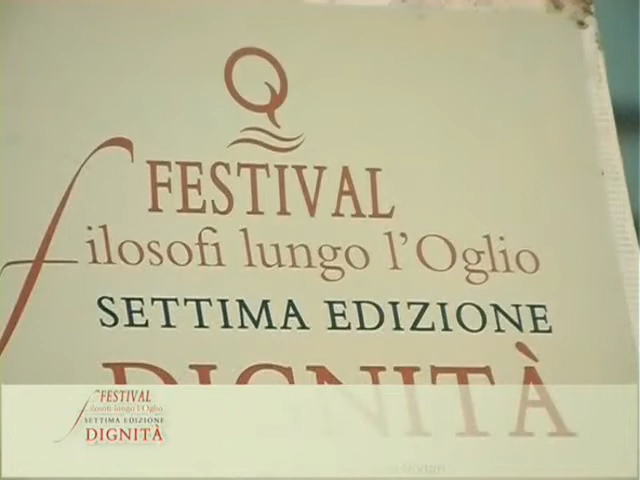 FESTIVAL
filosofi lungo l'Oglio
SETTIMA EDIZIONE
DIGNITÀ
FESTIVAL
filosofi lungo l'Oglio
SETTIMA EDIZIONE
DIGNITÀ